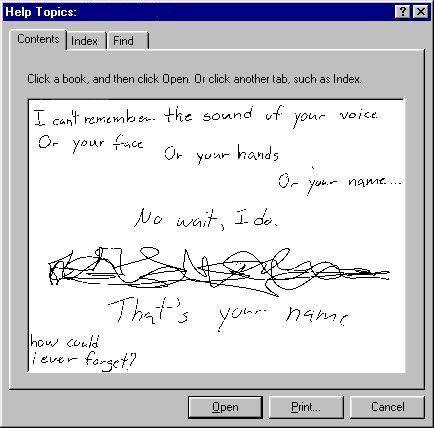 Help Topics:
Contents Index Find
Click a book, and then click Open. Or click another tab, such as Index.
I can't remember the sound of your voice
Or your face
Or your hands
Or your name...
No wait, I do.
That's your name
how could
i ever forget?
Open Print... Cancel